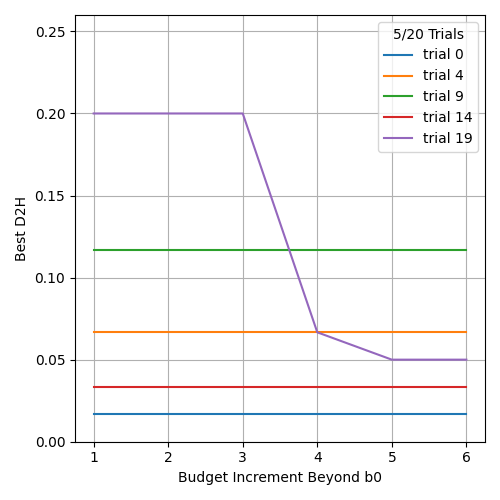 5/20 Trials
trial 0
trial 4
trial 9
trial 14
trial 19
0.25
0.20
0.15
0.10
0.05
0.00
Best D2H
1 2 3 4 5 6
Budget Increment Beyond b0